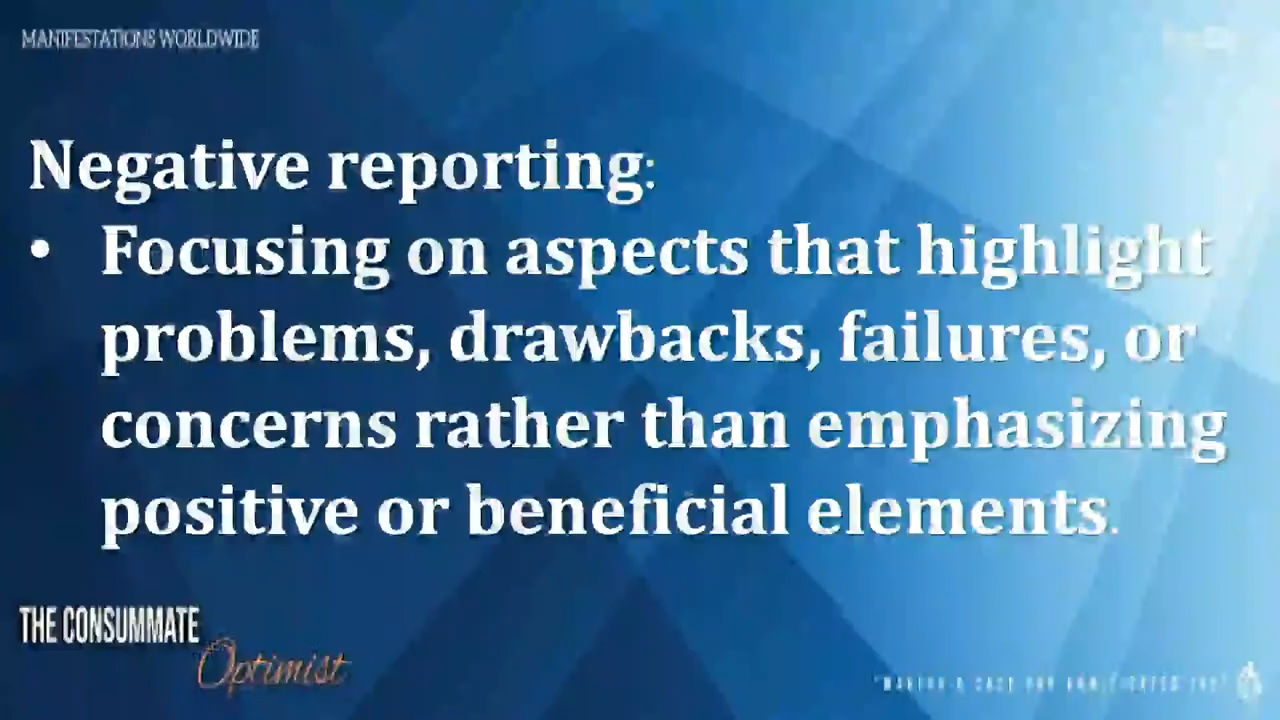 MANIFESTATIONS WORLDWIDE
Negative reporting:
• Focusing on aspects that highlight
problems, drawbacks, failures, or
concerns rather than emphasizing
positive or beneficial elements.
THE CONSUMMATE
Optimist